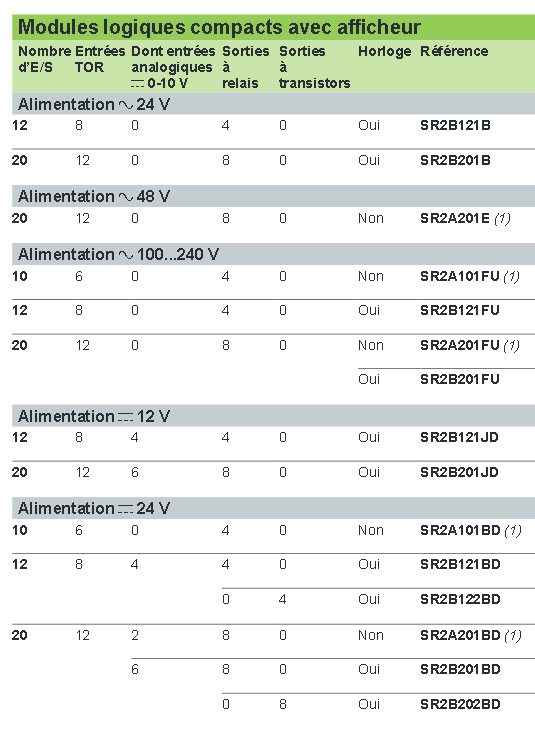 Modules logiques compacts avec afficheur
Nombre Entrées Dont entrées Sorties Sorties Horloge Référence
d'E/S TOR analogiques à à
⎓ 0-10 V relais transistors
Alimentation ∿ 24 V
12 8 0 4 0 Oui SR2B121B
20 12 0 8 0 Oui SR2B201B
Alimentation ∿ 48 V
20 12 0 8 0 Non SR2A201E (1)
Alimentation ∿ 100...240 V
10 6 0 4 0 Non SR2A101FU (1)
12 8 0 4 0 Oui SR2B121FU
20 12 0 8 0 Non SR2A201FU (1)
Oui SR2B201FU
Alimentation ⎓ 12 V
12 8 4 4 0 Oui SR2B121JD
20 12 6 8 0 Oui SR2B201JD
Alimentation ⎓ 24 V
10 6 0 4 0 Non SR2A101BD (1)
12 8 4 4 0 Oui SR2B121BD
0 4 Oui SR2B122BD
20 12 2 8 0 Non SR2A201BD (1)
6 8 0 Oui SR2B201BD
0 8 Oui SR2B202BD